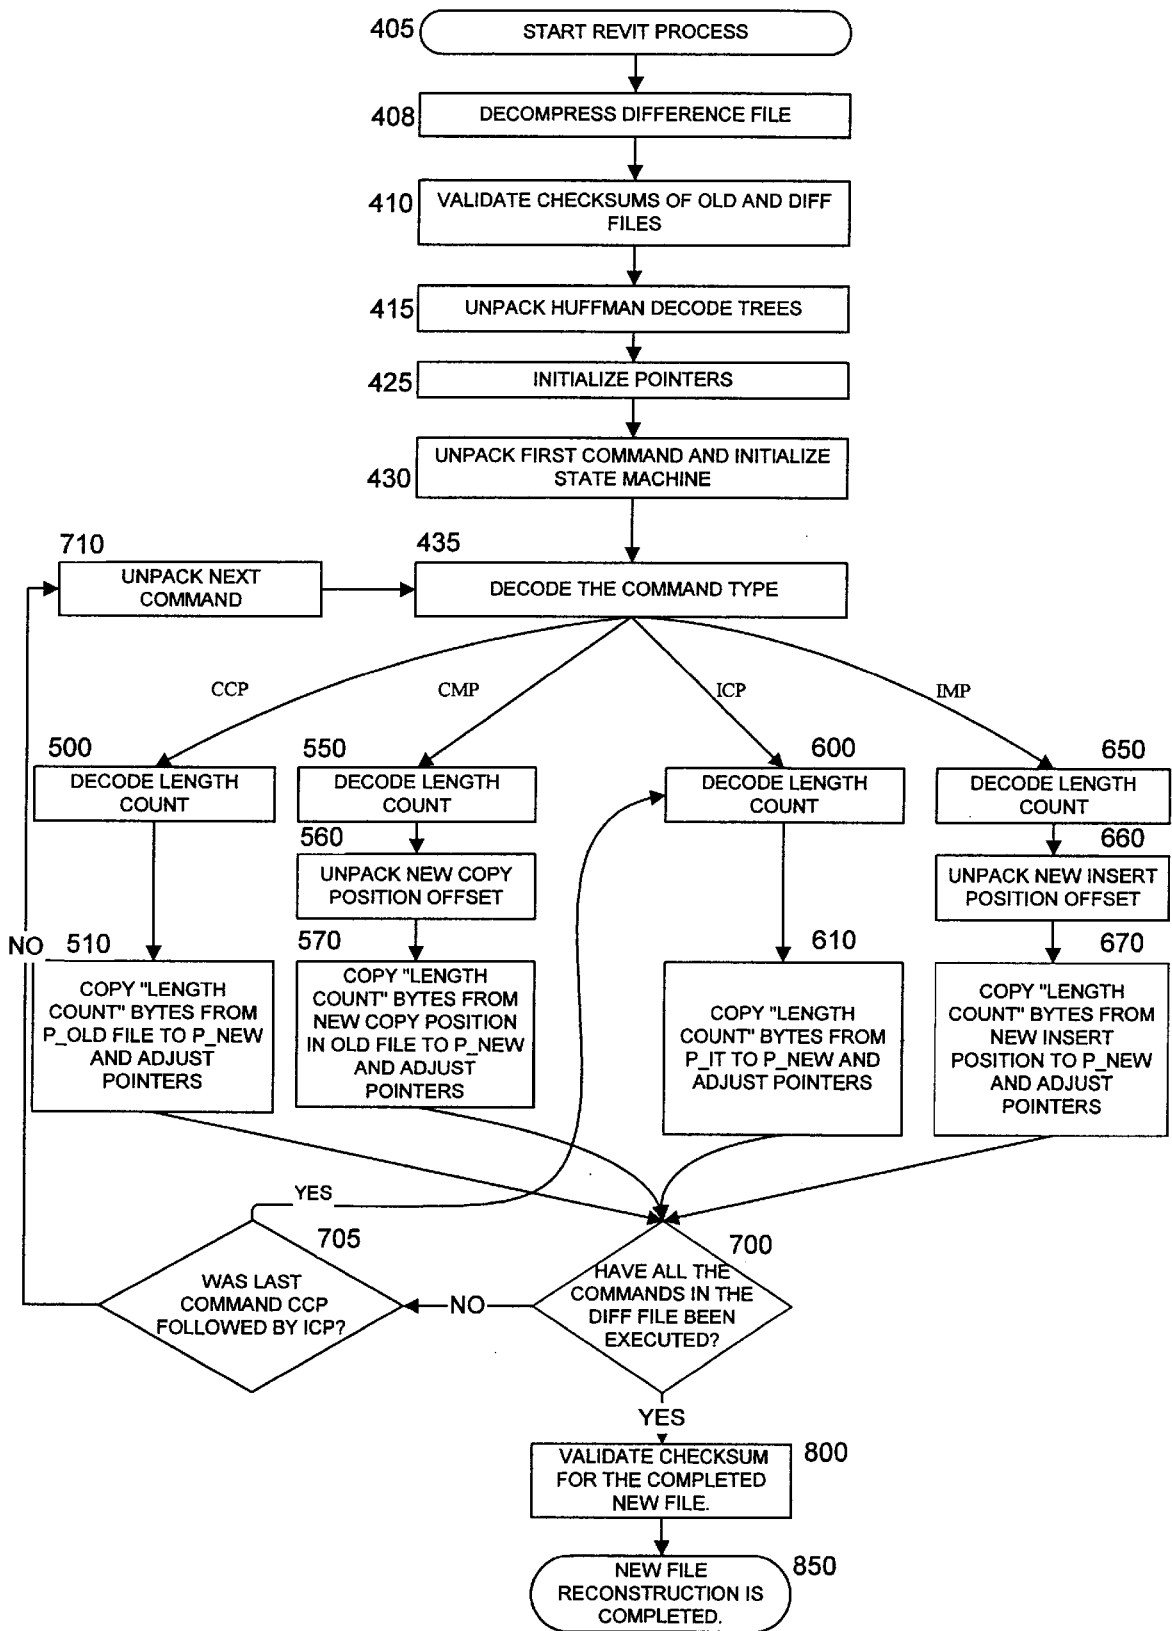 405
START REVIT PROCESS
408
DECOMPRESS DIFFERENCE FILE
410
VALIDATE CHECKSUMS OF OLD AND DIFF
FILES
415
UNPACK HUFFMAN DECODE TREES
425
INITIALIZE POINTERS
430
UNPACK FIRST COMMAND AND INITIALIZE
STATE MACHINE
710
UNPACK NEXT
COMMAND
435
DECODE THE COMMAND TYPE
CCP
CMP
ICP
IMP
500
DECODE LENGTH
COUNT
550
DECODE LENGTH
COUNT
600
DECODE LENGTH
COUNT
650
DECODE LENGTH
COUNT
560
UNPACK NEW COPY
POSITION OFFSET
660
UNPACK NEW INSERT
POSITION OFFSET
NO
510
COPY "LENGTH
COUNT" BYTES FROM
P_OLD FILE TO P_NEW
AND ADJUST
POINTERS
570
COPY "LENGTH
COUNT" BYTES FROM
NEW COPY POSITION
IN OLD FILE TO P_NEW
AND ADJUST
POINTERS
610
COPY "LENGTH
COUNT" BYTES FROM
P_IT TO P_NEW AND
ADJUST POINTERS
670
COPY "LENGTH
COUNT" BYTES FROM
NEW INSERT
POSITION TO P_NEW
AND ADJUST
POINTERS
YES
705
WAS LAST
COMMAND CCP
FOLLOWED BY ICP?
NO
700
HAVE ALL THE
COMMANDS IN THE
DIFF FILE BEEN
EXECUTED?
YES
800
VALIDATE CHECKSUM
FOR THE COMPLETED
NEW FILE.
850
NEW FILE
RECONSTRUCTION IS
COMPLETED.